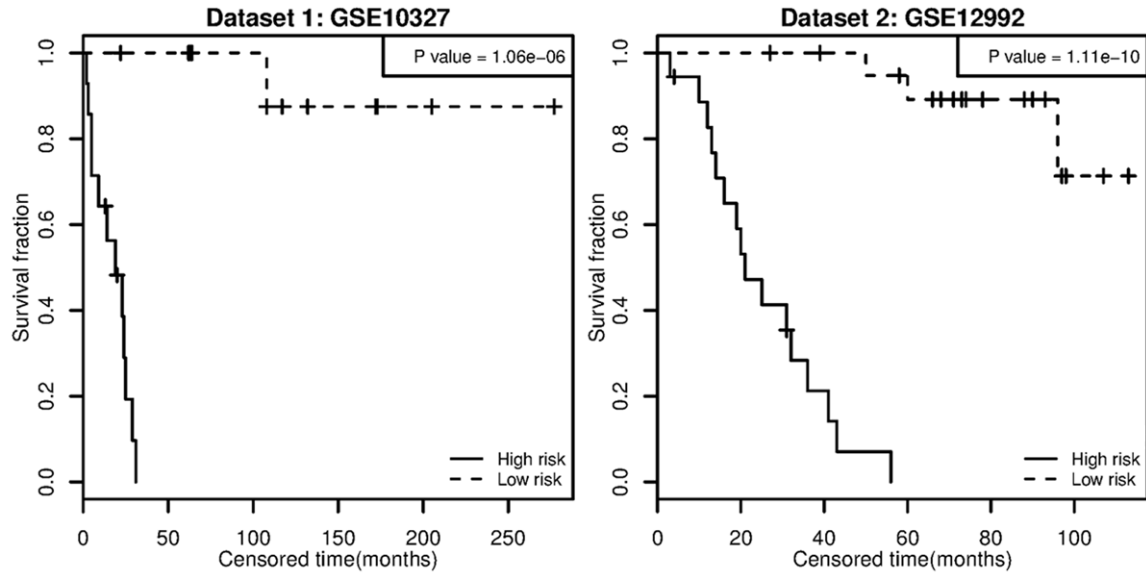 Dataset 1: GSE10327
P value = 1.06e−06
Survival fraction
1.0
0.8
0.6
0.4
0.2
0.0
High risk
Low risk
0 50 100 150 200 250
Censored time(months)
Dataset 2: GSE12992
P value = 1.11e−10
Survival fraction
1.0
0.8
0.6
0.4
0.2
0.0
High risk
Low risk
0 20 40 60 80 100
Censored time(months)